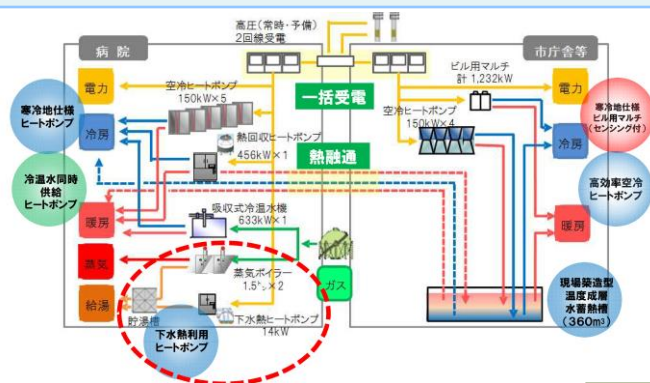 高圧(常時・予備)
2回線受電
病 院
市庁舎等
電力
冷房
暖房
蒸気
給湯
寒冷地仕様
ヒートポンプ
冷温水同時
供給
ヒートポンプ
空冷ヒートポンプ
150kW×5
熱回収ヒートポンプ
456kW×1
吸収式冷温水機
633kW×1
蒸気ボイラー
1.5㌧×2
貯湯槽
下水熱ヒートポンプ
14kW
下水熱利用
ヒートポンプ
一括受電
熱融通
ガス
ビル用マルチ
計 1,232kW
空冷ヒートポンプ
150kW×4
電力
冷房
暖房
寒冷地仕様
ビル用マルチ
(センシング付)
高効率空冷
ヒートポンプ
現場築造型
温度成層
水蓄熱槽
(360m³)